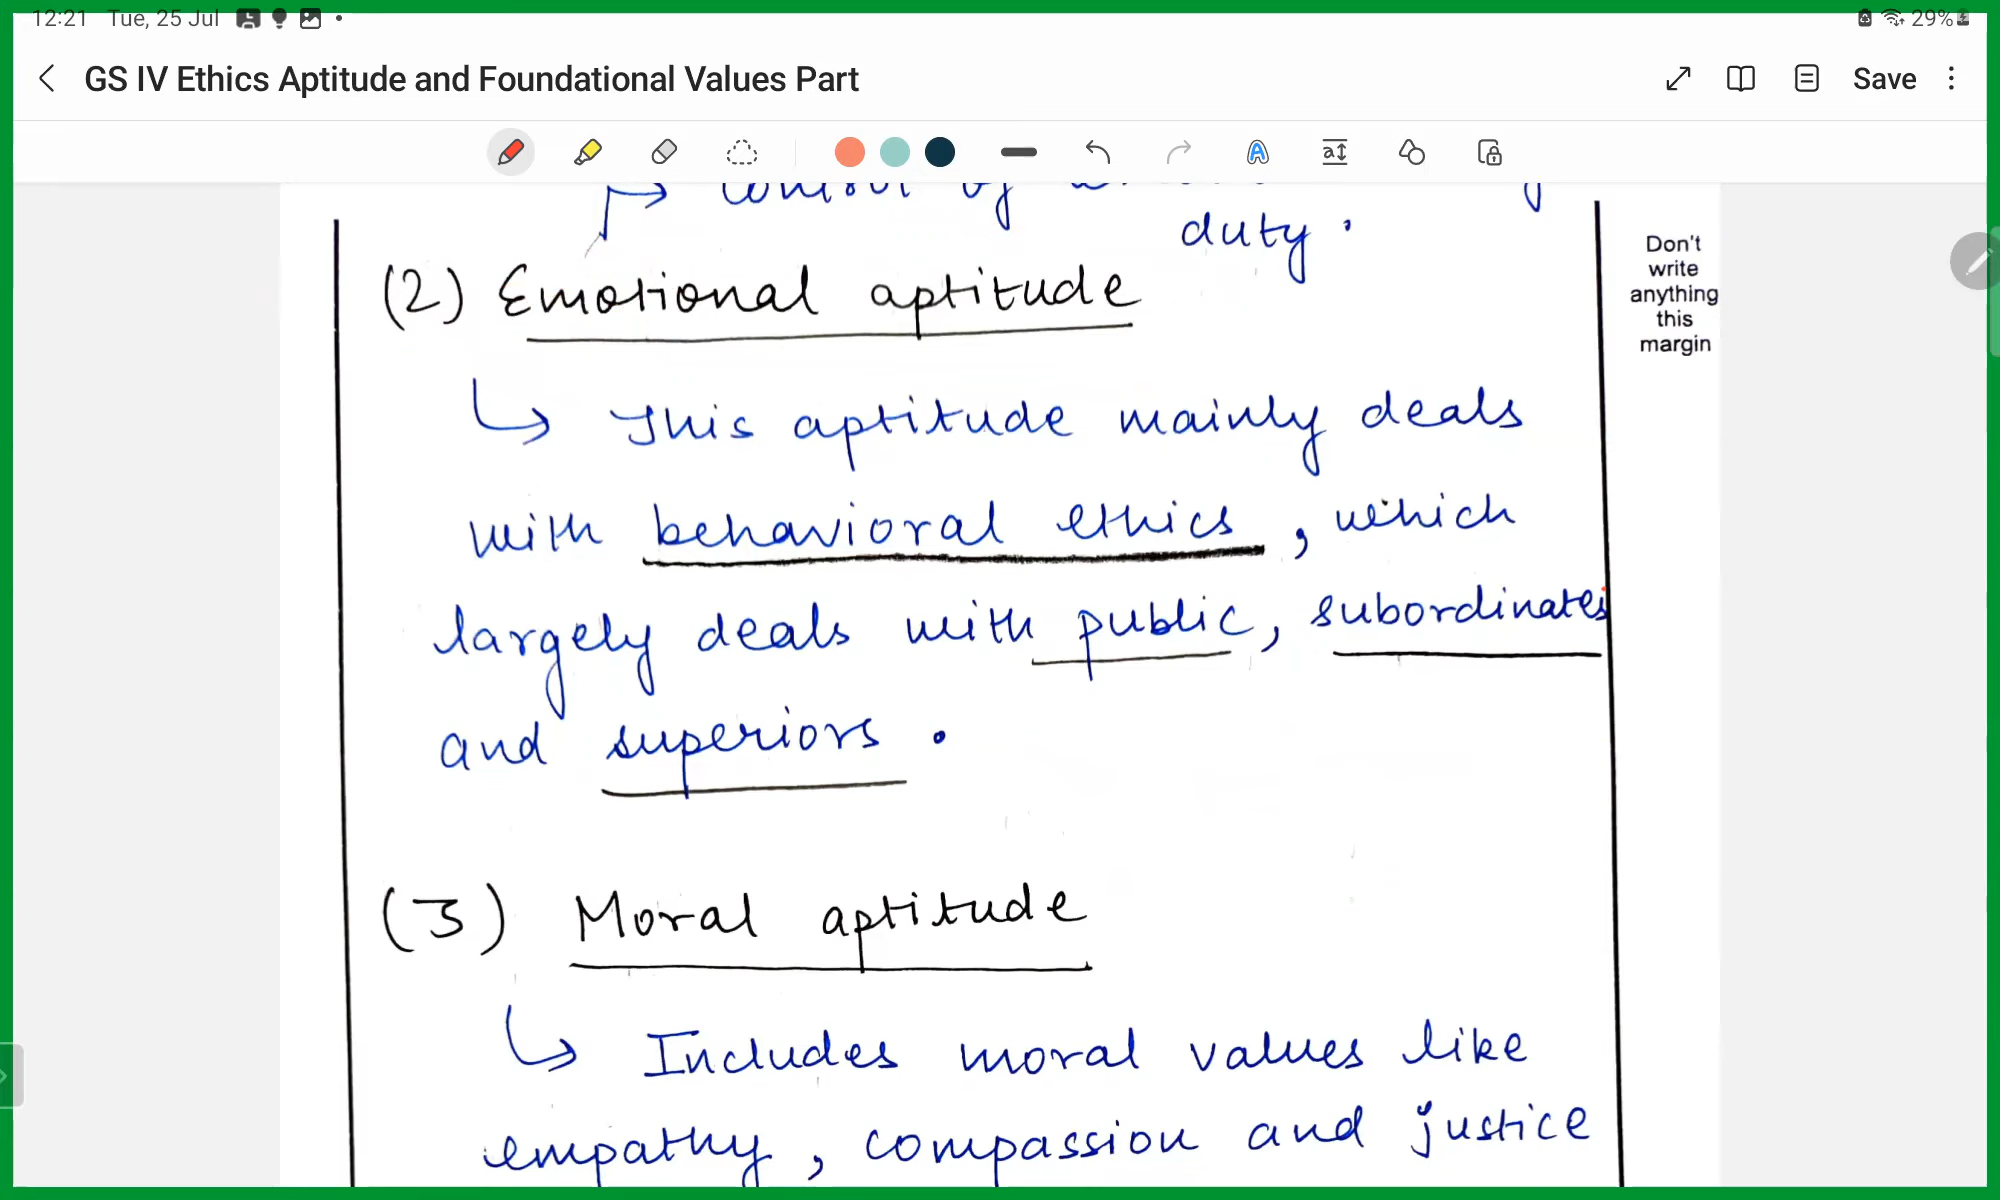 12:21 Tue, 25 Jul
29%
GS IV Ethics Aptitude and Foundational Values Part
Save
duty.
Don't
write
anything
this
margin
(2) Emotional aptitude
↳ This aptitude mainly deals
with behavioral ethics, which
largely deals with public, subordinates
and superiors.
(3) Moral aptitude
↳ Includes moral values like
empathy, compassion and justice